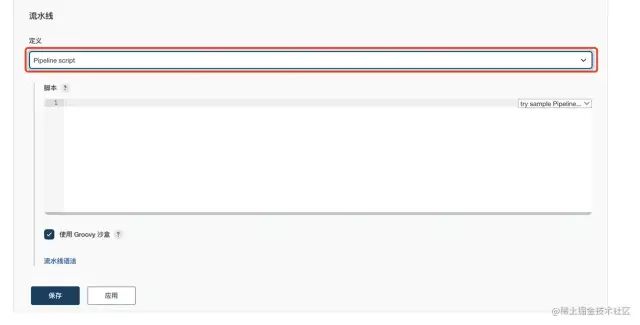 流水线
定义
Pipeline script
脚本 ?
1 try sample Pipeline...
使用 Groovy 沙盒 ?
流水线语法
保存 应用
@稀土掘金技术社区